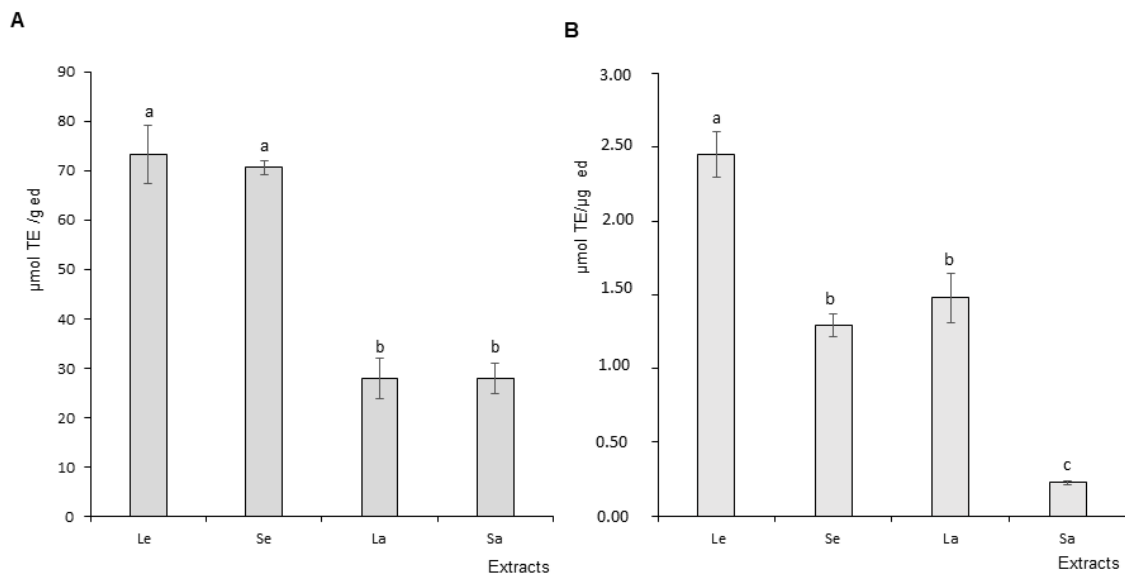 A
µmol TE /g ed
90
80
70
60
50
40
30
20
10
0
a
a
b
b
Le
Se
La
Sa
Extracts
B
µmol TE/µg ed
3.00
2.50
2.00
1.50
1.00
0.50
0.00
a
b
b
c
Le
Se
La
Sa
Extracts